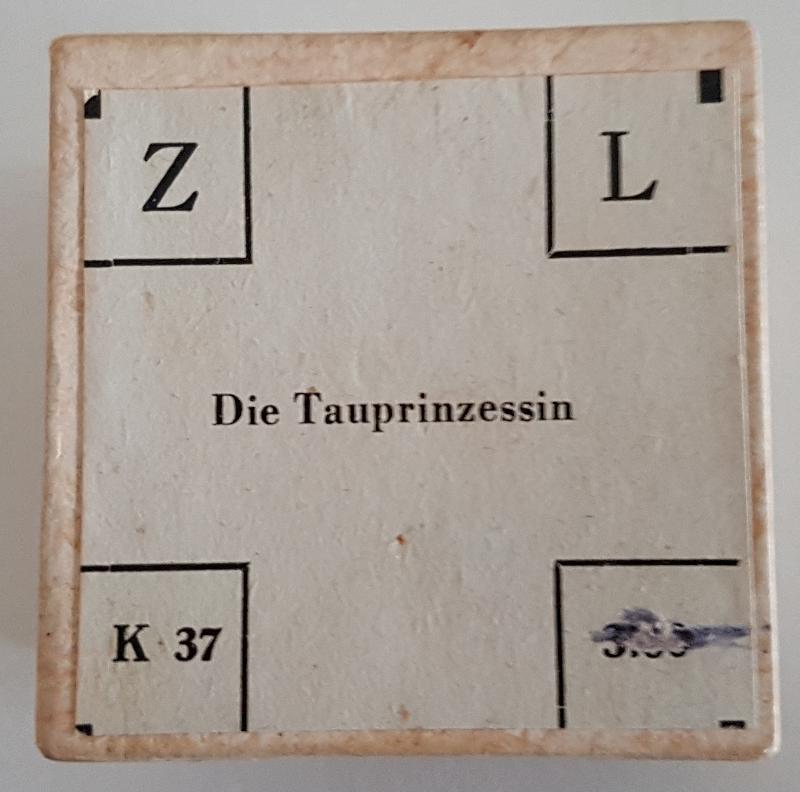 Z
L
Die Tauprinzessin
K 37